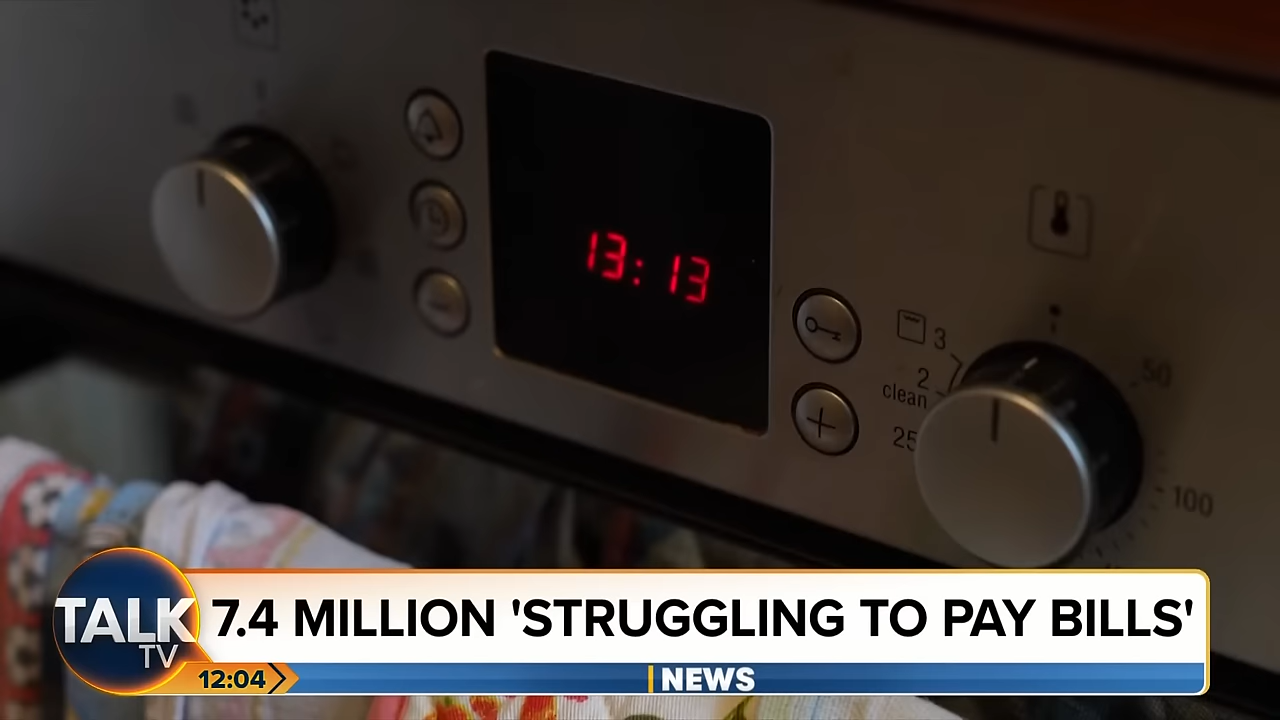 13:13
3
2
clean
25
50
100
TALK
TV
7.4 MILLION 'STRUGGLING TO PAY BILLS'
12:04
NEWS